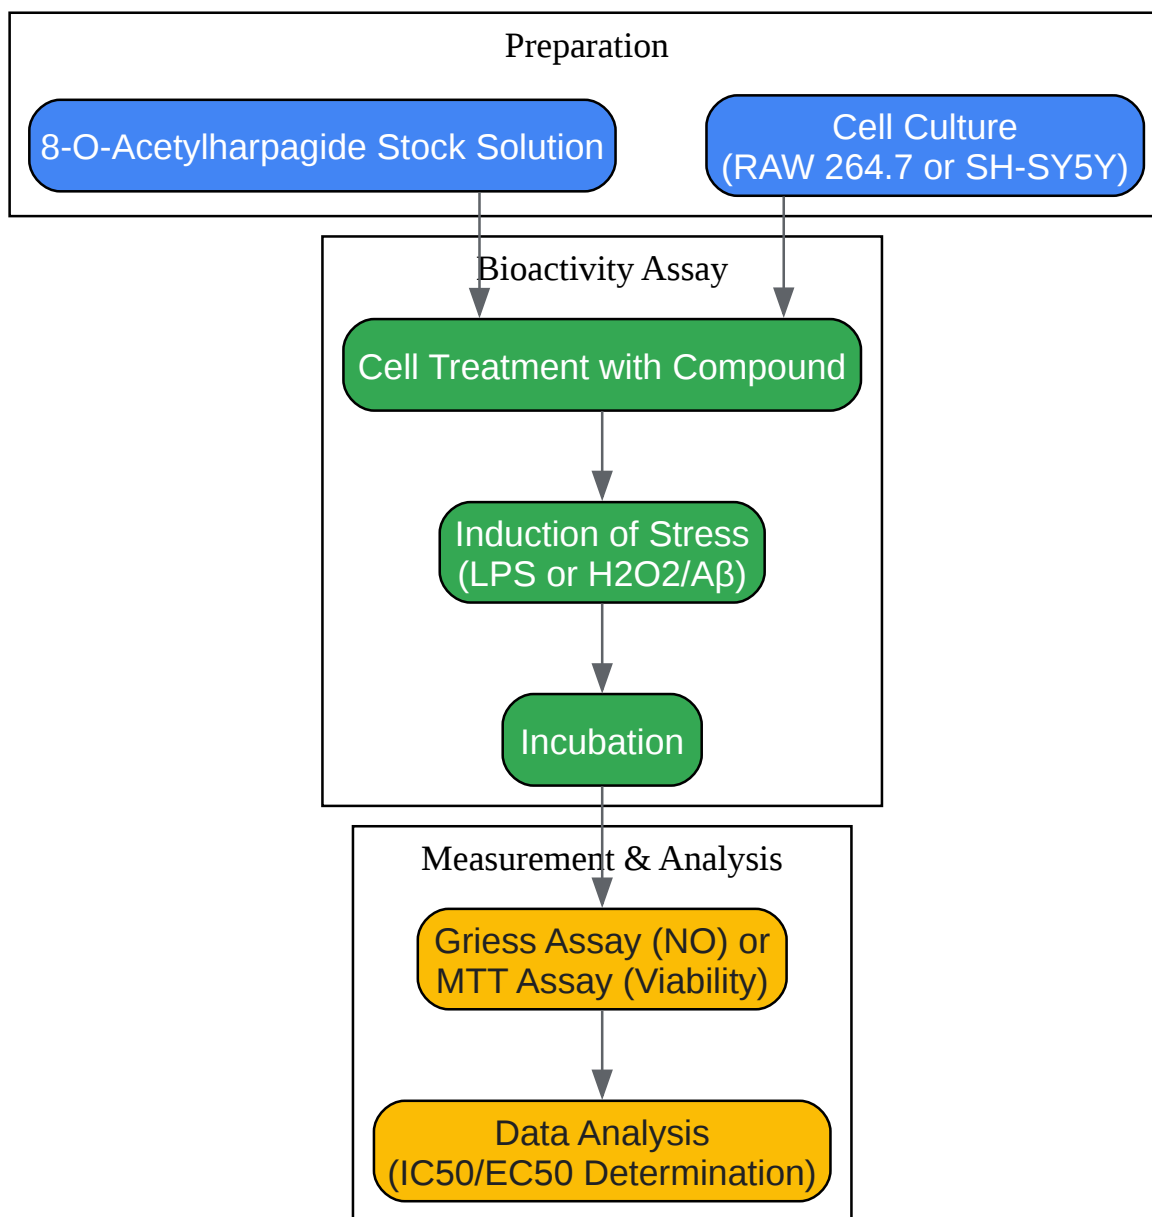 Preparation
8-O-Acetylharpagide Stock Solution
Cell Culture
(RAW 264.7 or SH-SY5Y)
Bioactivity Assay
Cell Treatment with Compound
Induction of Stress
(LPS or H2O2/Aβ)
Incubation
Measurement & Analysis
Griess Assay (NO) or
MTT Assay (Viability)
Data Analysis
(IC50/EC50 Determination)